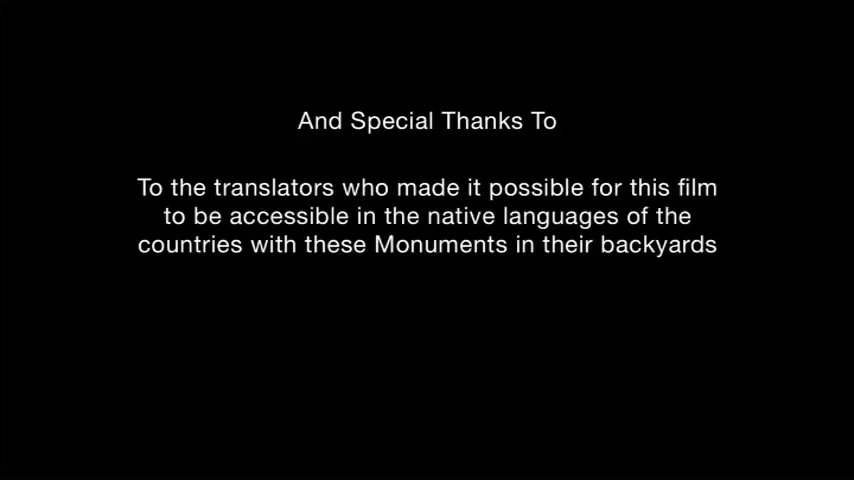 And Special Thanks To
To the translators who made it possible for this film
to be accessible in the native languages of the
countries with these Monuments in their backyards